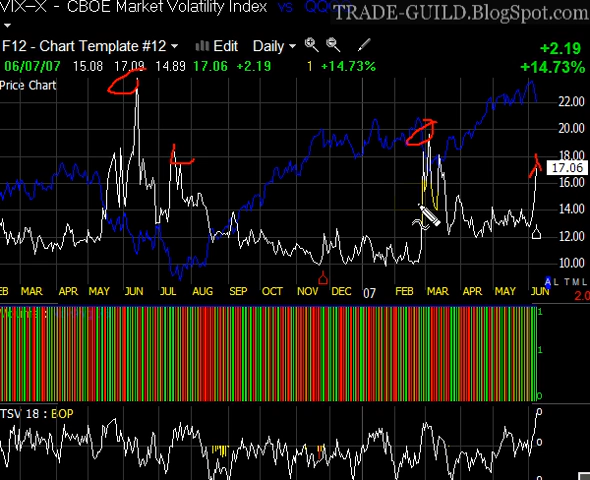 VIX-X - CBOE Market Volatility Index vs QQQQ
TRADE-GUILD.BlogSpot.com
F12 - Chart Template #12 Edit Daily
+2.19
06/07/07 15.08 17.09 14.89 17.06 +2.19 1 +14.73% +14.73%
Price Chart
22.00
20.00
18.00
17.06
16.00
14.00
12.00
10.00
A L T M L
EB MAR APR MAY JUN JUL AUG SEP OCT NOV DEC 07 FEB MAR APR MAY JUN
2.0
1
1
0
TSV 18 : BOP
0
0